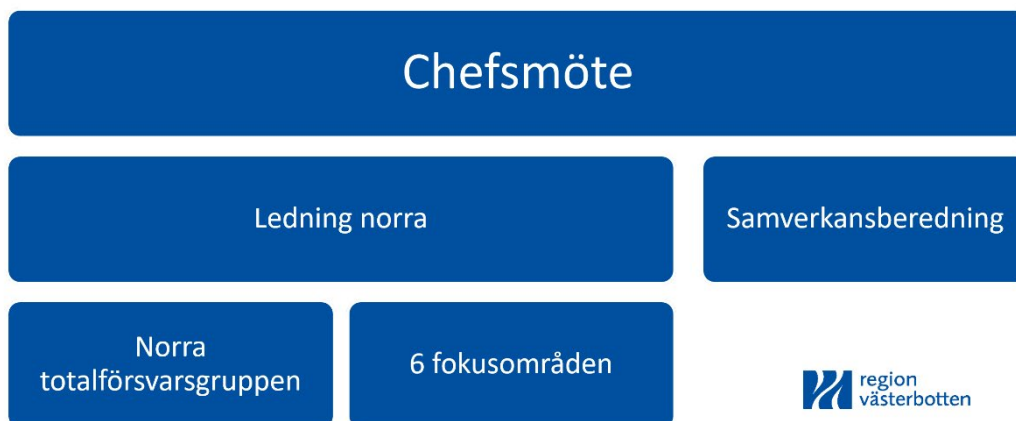 Chefsmöte
Ledning norra
Samverkansberedning
Norra
totalförsvarsgruppen
6 fokusområden
region
västerbotten